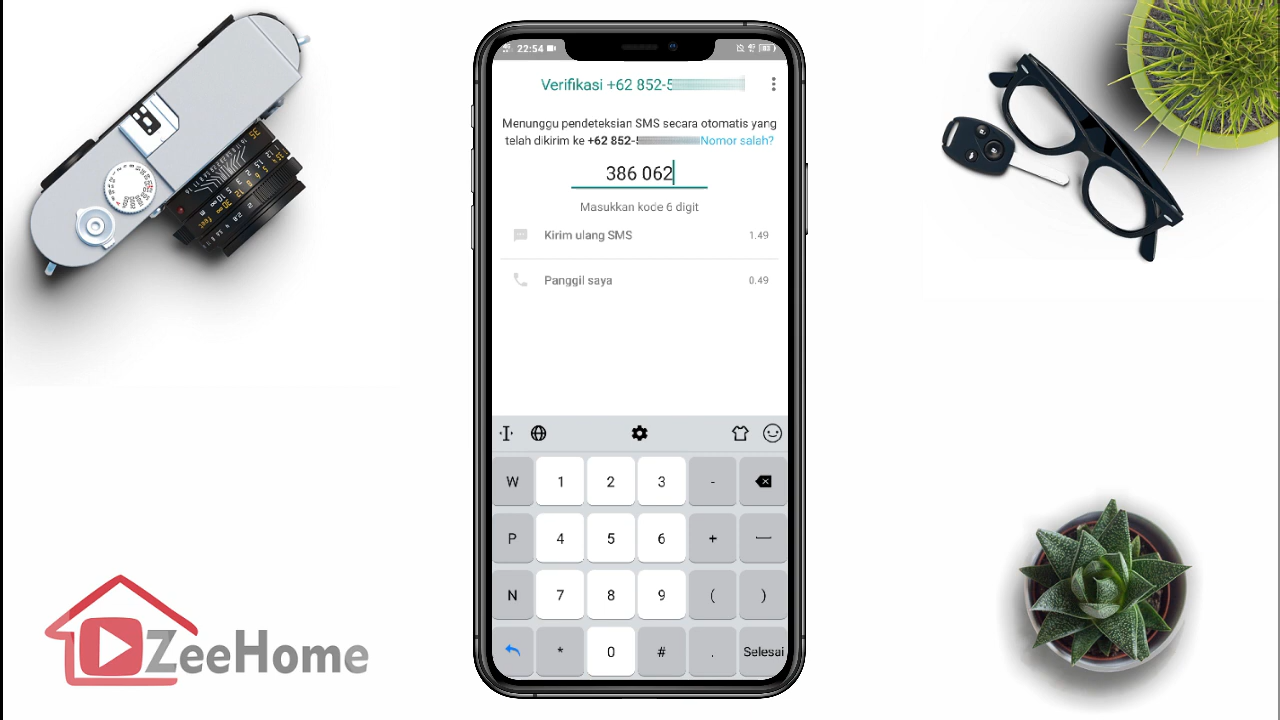 22:54
Verifikasi +62 852-5
Menunggu pendeteksian SMS secara otomatis yang
telah dikirim ke +62 852- Nomor salah?
386 062
Masukkan kode 6 digit
Kirim ulang SMS 1.49
Panggil saya 0.49
W 1 2 3 -
P 4 5 6 +
N 7 8 9 ( )
* 0 # . Selesai
ZeeHome